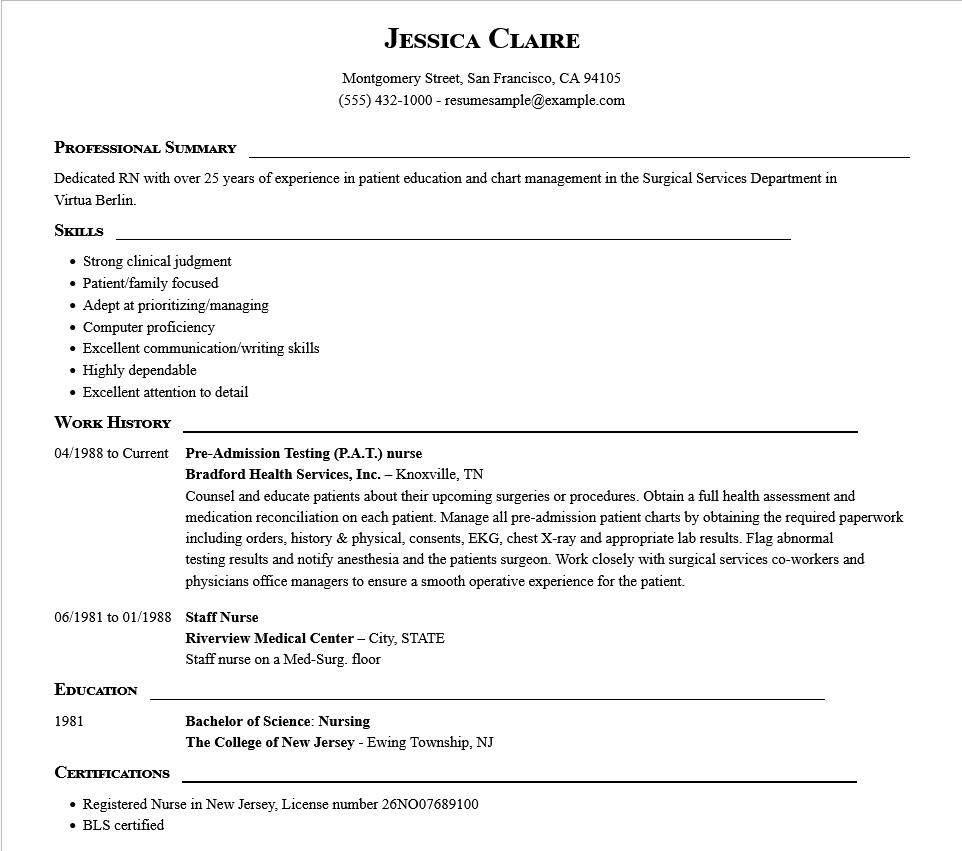 Jessica Claire
Montgomery Street, San Francisco, CA 94105
(555) 432-1000 - resumesample@example.com
Professional Summary
Dedicated RN with over 25 years of experience in patient education and chart management in the Surgical Services Department in
Virtua Berlin.
Skills
• Strong clinical judgment
• Patient/family focused
• Adept at prioritizing/managing
• Computer proficiency
• Excellent communication/writing skills
• Highly dependable
• Excellent attention to detail
Work History
04/1988 to Current Pre-Admission Testing (P.A.T.) nurse
Bradford Health Services, Inc. – Knoxville, TN
Counsel and educate patients about their upcoming surgeries or procedures. Obtain a full health assessment and
medication reconciliation on each patient. Manage all pre-admission patient charts by obtaining the required paperwork
including orders, history & physical, consents, EKG, chest X-ray and appropriate lab results. Flag abnormal
testing results and notify anesthesia and the patients surgeon. Work closely with surgical services co-workers and
physicians office managers to ensure a smooth operative experience for the patient.
06/1981 to 01/1988 Staff Nurse
Riverview Medical Center – City, STATE
Staff nurse on a Med-Surg. floor
Education
1981 Bachelor of Science: Nursing
The College of New Jersey - Ewing Township, NJ
Certifications
• Registered Nurse in New Jersey, License number 26NO07689100
• BLS certified